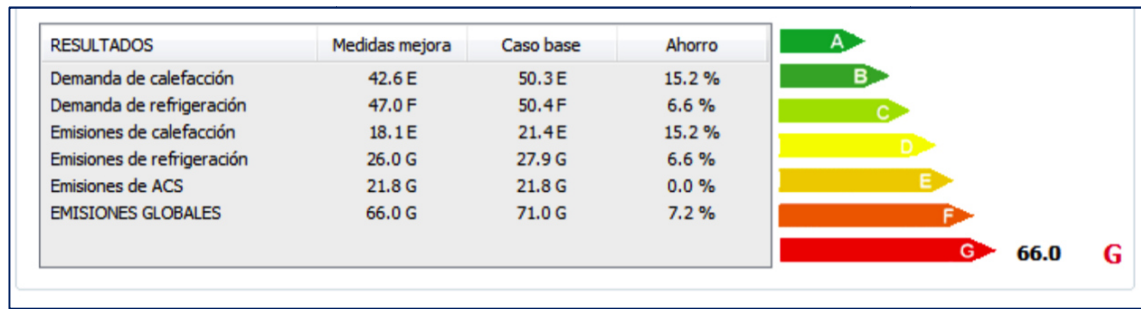 RESULTADOS Medidas mejora Caso base Ahorro
Demanda de calefacción 42.6 E 50.3 E 15.2 %
Demanda de refrigeración 47.0 F 50.4 F 6.6 %
Emisiones de calefacción 18.1 E 21.4 E 15.2 %
Emisiones de refrigeración 26.0 G 27.9 G 6.6 %
Emisiones de ACS 21.8 G 21.8 G 0.0 %
EMISIONES GLOBALES 66.0 G 71.0 G 7.2 %
A
B
C
D
E
F
G 66.0 G